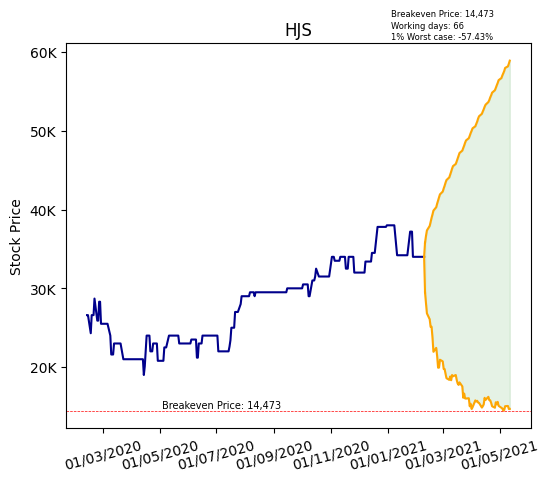 Breakeven Price: 14,473
Working days: 66
1% Worst case: -57.43%
HJS
Stock Price
60K
50K
40K
30K
20K
Breakeven Price: 14,473
01/03/2020
01/05/2020
01/07/2020
01/09/2020
01/11/2020
01/01/2021
01/03/2021
01/05/2021